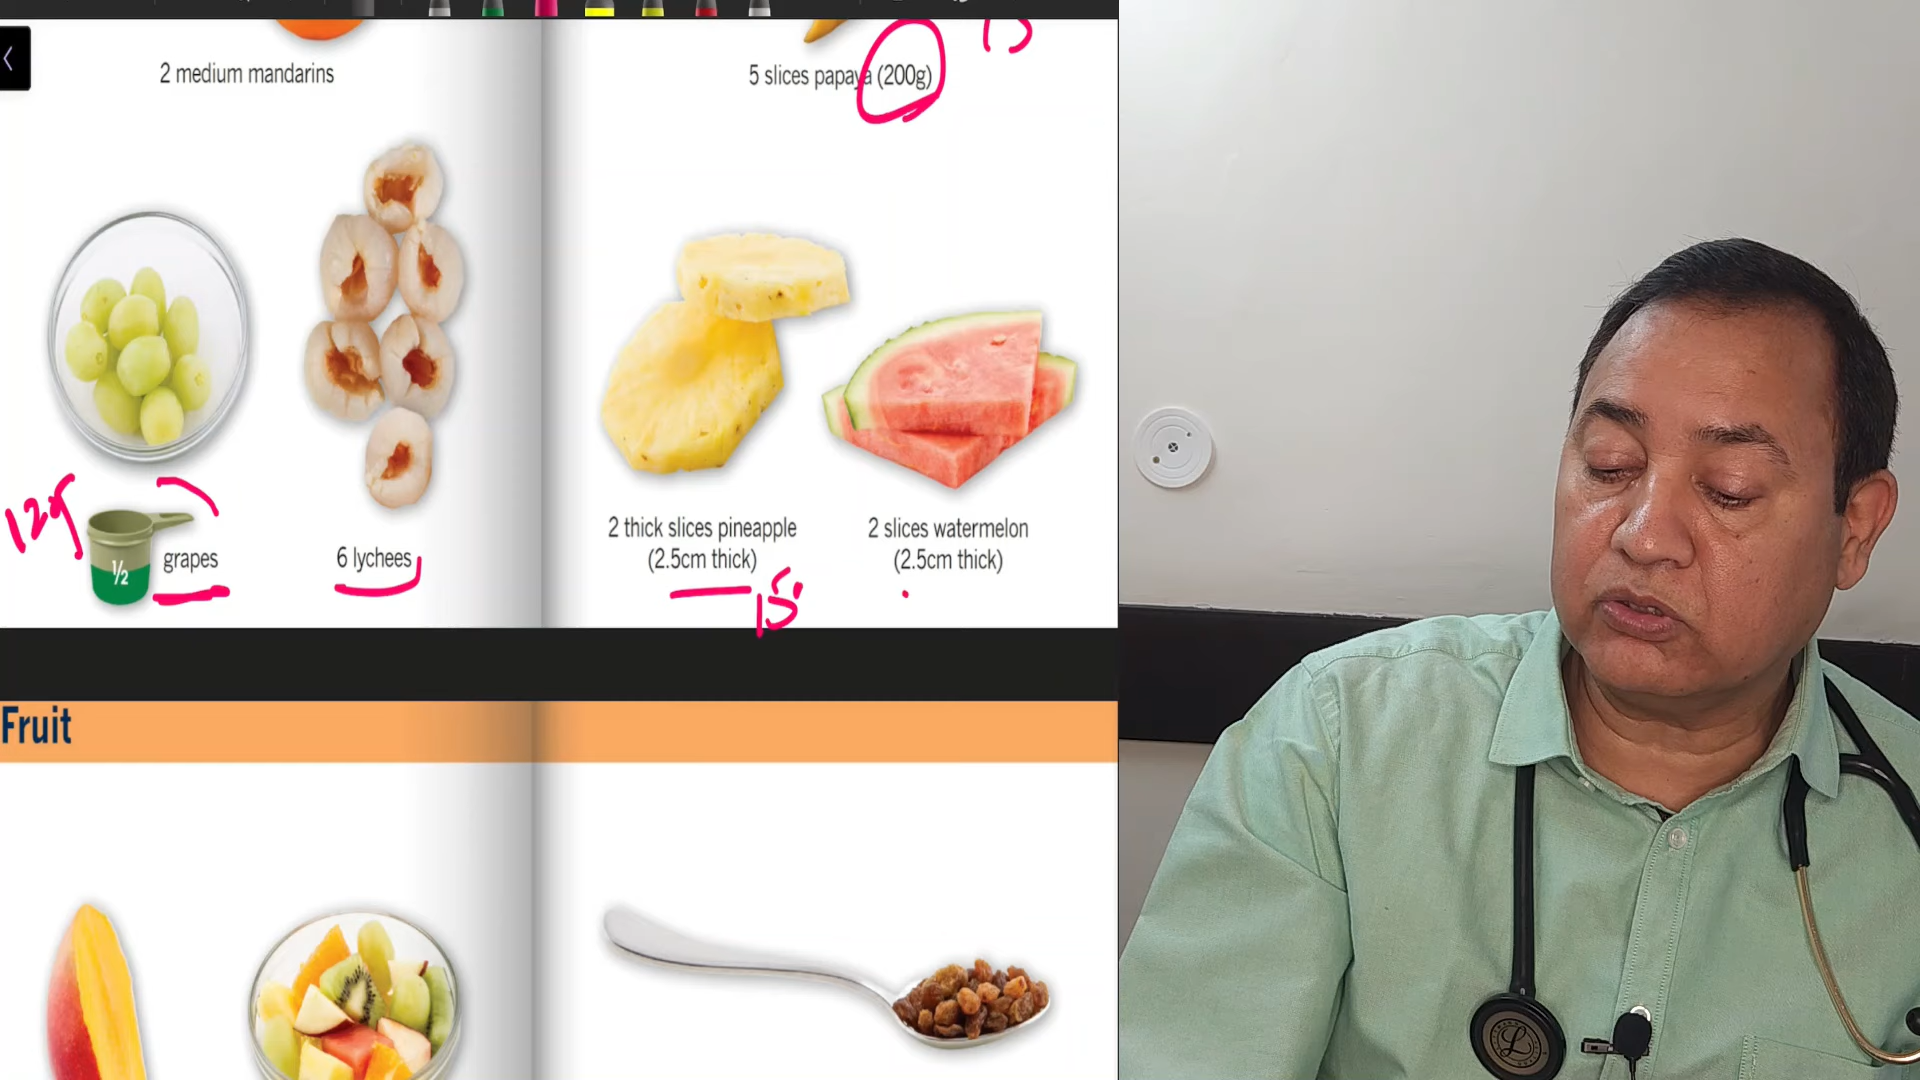 15
2 medium mandarins
5 slices papaya (200g)
½
grapes
6 lychees
2 thick slices pineapple
(2.5cm thick)
2 slices watermelon
(2.5cm thick)
15
Fruit
L